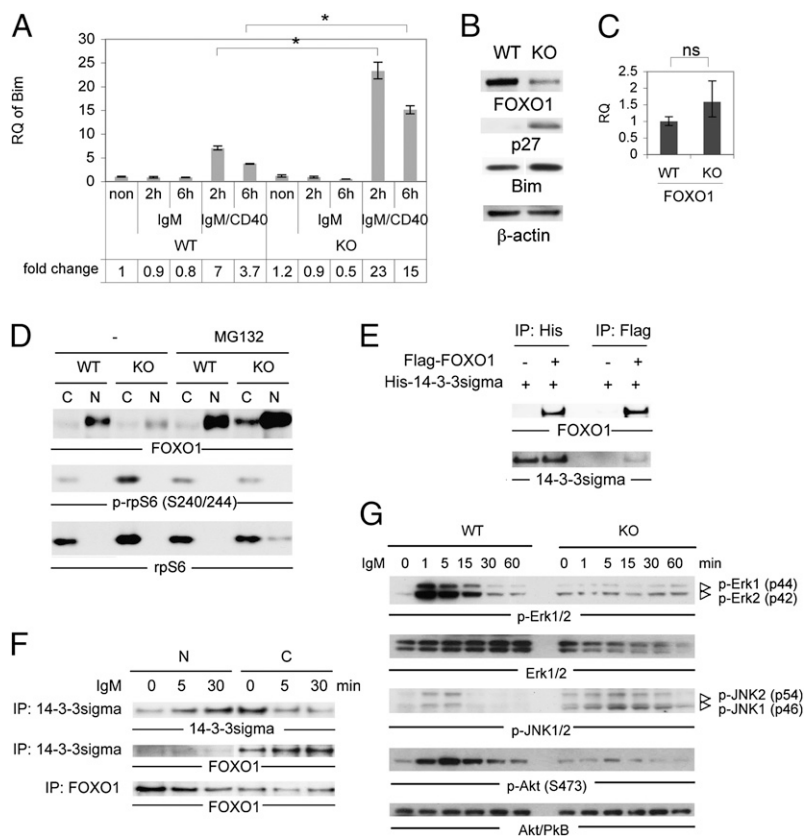 A
RQ of Bim
30
25
20
15
10
5
0
*
*
non 2h 6h 2h 6h non 2h 6h 2h 6h
IgM IgM/CD40 IgM IgM/CD40
WT KO
fold change 1 0.9 0.8 7 3.7 1.2 0.9 0.5 23 15
B
WT KO
FOXO1
p27
Bim
β-actin
C
ns
RQ
2.5
2
1.5
1
0.5
0
WT KO
FOXO1
D
- MG132
WT KO WT KO
C N C N C N C N
FOXO1
p-rpS6 (S240/244)
rpS6
E
IP: His IP: Flag
Flag-FOXO1 - + - +
His-14-3-3sigma + + + +
FOXO1
14-3-3sigma
F
N C
IgM 0 5 30 0 5 30 min
IP: 14-3-3sigma
14-3-3sigma
IP: 14-3-3sigma
FOXO1
IP: FOXO1
FOXO1
G
WT KO
IgM 0 1 5 15 30 60 0 1 5 15 30 60 min
p-Erk1 (p44)
p-Erk2 (p42)
p-Erk1/2
Erk1/2
p-JNK2 (p54)
p-JNK1 (p46)
p-JNK1/2
p-Akt (S473)
Akt/PkB